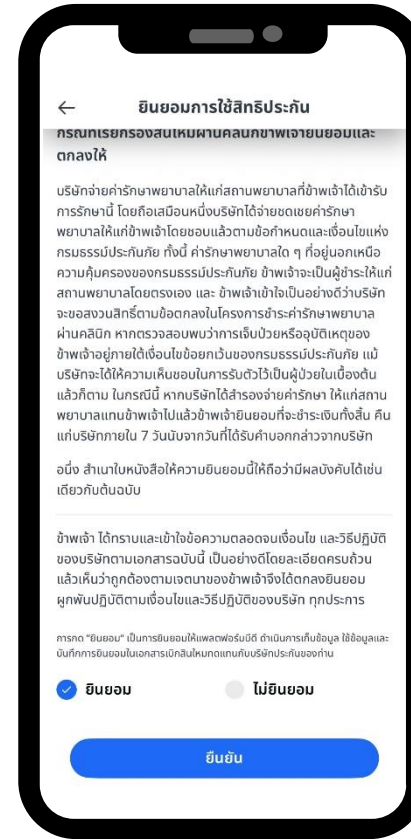 ยินยอมการใช้สิทธิประกัน
กรณีที่เรียกร้องสินไหมผ่านคลินิกข้าพเจ้ายินยอมและ
ตกลงให้
บริษัทจ่ายค่ารักษาพยาบาลให้แก่สถานพยาบาลที่ข้าพเจ้าได้เข้ารับ
การรักษานี้ โดยถือเสมือนหนึ่งบริษัทได้จ่ายชดเชยค่ารักษา
พยาบาลให้แก่ข้าพเจ้าโดยชอบแล้วตามข้อกำหนดและเงื่อนไขแห่ง
กรมธรรม์ประกันภัย ทั้งนี้ ค่ารักษาพยาบาลใด ๆ ที่อยู่นอกเหนือ
ความคุ้มครองของกรมธรรม์ประกันภัย ข้าพเจ้าจะเป็นผู้ชำระให้แก่
สถานพยาบาลโดยตรงเอง และ ข้าพเจ้าเข้าใจเป็นอย่างดีว่าบริษัท
จะขอสงวนสิทธิ์ตามข้อตกลงในโครงการชำระค่ารักษาพยาบาล
ผ่านคลินิก หากตรวจสอบพบว่าการเจ็บป่วยหรืออุบัติเหตุของ
ข้าพเจ้าอยู่ภายใต้เงื่อนไขข้อยกเว้นของกรมธรรม์ประกันภัย แม้
บริษัทจะได้ให้ความเห็นชอบในการรับตัวไว้เป็นผู้ป่วยในเบื้องต้น
แล้วก็ตาม ในกรณีนี้ หากบริษัทได้สำรองจ่ายค่ารักษา ให้แก่สถาน
พยาบาลแทนข้าพเจ้าไปแล้วข้าพเจ้ายินยอมที่จะชำระเงินทั้งสิ้น คืน
แก่บริษัทภายใน 7 วันนับจากวันที่ได้รับคำบอกกล่าวจากบริษัท
อนึ่ง สำเนาใบหนังสือให้ความยินยอมนี้ให้ถือว่ามีผลบังคับได้เช่น
เดียวกับต้นฉบับ
ข้าพเจ้า ได้ทราบและเข้าใจข้อความตลอดจนเงื่อนไข และวิธีปฏิบัติ
ของบริษัทตามเอกสารฉบับนี้ เป็นอย่างดีโดยละเอียดครบถ้วน
แล้วเห็นว่าถูกต้องตามเจตนาของข้าพเจ้าจึงได้ตกลงยินยอม
ผูกพันปฏิบัติตามเงื่อนไขและวิธีปฏิบัติของบริษัท ทุกประการ
การกด "ยินยอม" เป็นการยินยอมให้แพลตฟอร์มบีดี ดำเนินการเก็บข้อมูล ใช้ข้อมูลและ
บันทึกการยินยอมในเอกสารเบิกสินไหมทดแทนกับบริษัทประกันของท่าน
ยินยอม
ไม่ยินยอม
ยืนยัน